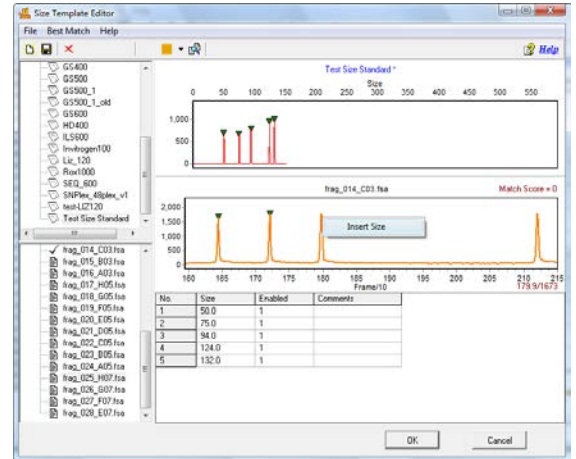 Size Template Editor
File Best Match Help
Help
GS400
GS500
GS500_1
GS500_1_old
GS600
HD400
ILS600
Invitrogen100
Liz_120
Rox1000
SEQ_600
SNPlex_48plex_v1
test-LIZ120
Test Size Standard
Test Size Standard *
Size
0 50 100 150 200 250 300 350 400 450 500 550
1,000
500
0
frag_014_C03.fsa
Match Score = 0
2,000
1,500
1,000
500
0
Insert Size
160 165 170 175 180 185 190 195 200 205 210 215
Frame/10
179.9/1673
frag_014_C03.fsa
frag_015_B03.fsa
frag_016_A03.fsa
frag_017_H05.fsa
frag_018_G05.fsa
frag_019_F05.fsa
frag_020_E05.fsa
frag_021_D05.fsa
frag_022_C05.fsa
frag_023_B05.fsa
frag_024_A05.fsa
frag_025_H07.fsa
frag_026_G07.fsa
frag_027_F07.fsa
frag_028_E07.fsa
No. Size Enabled Comments
1 50.0 1
2 75.0 1
3 94.0 1
4 124.0 1
5 132.0 1
OK Cancel